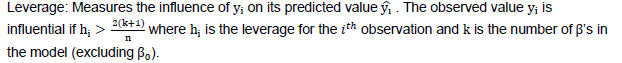 Leverage: Measures the influence of yᵢ on its predicted value ŷᵢ . The observed value yᵢ is
influential if hᵢ > 2(k+1)/n where hᵢ is the leverage for the iᵗʰ observation and k is the number of β's in
the model (excluding β₀).